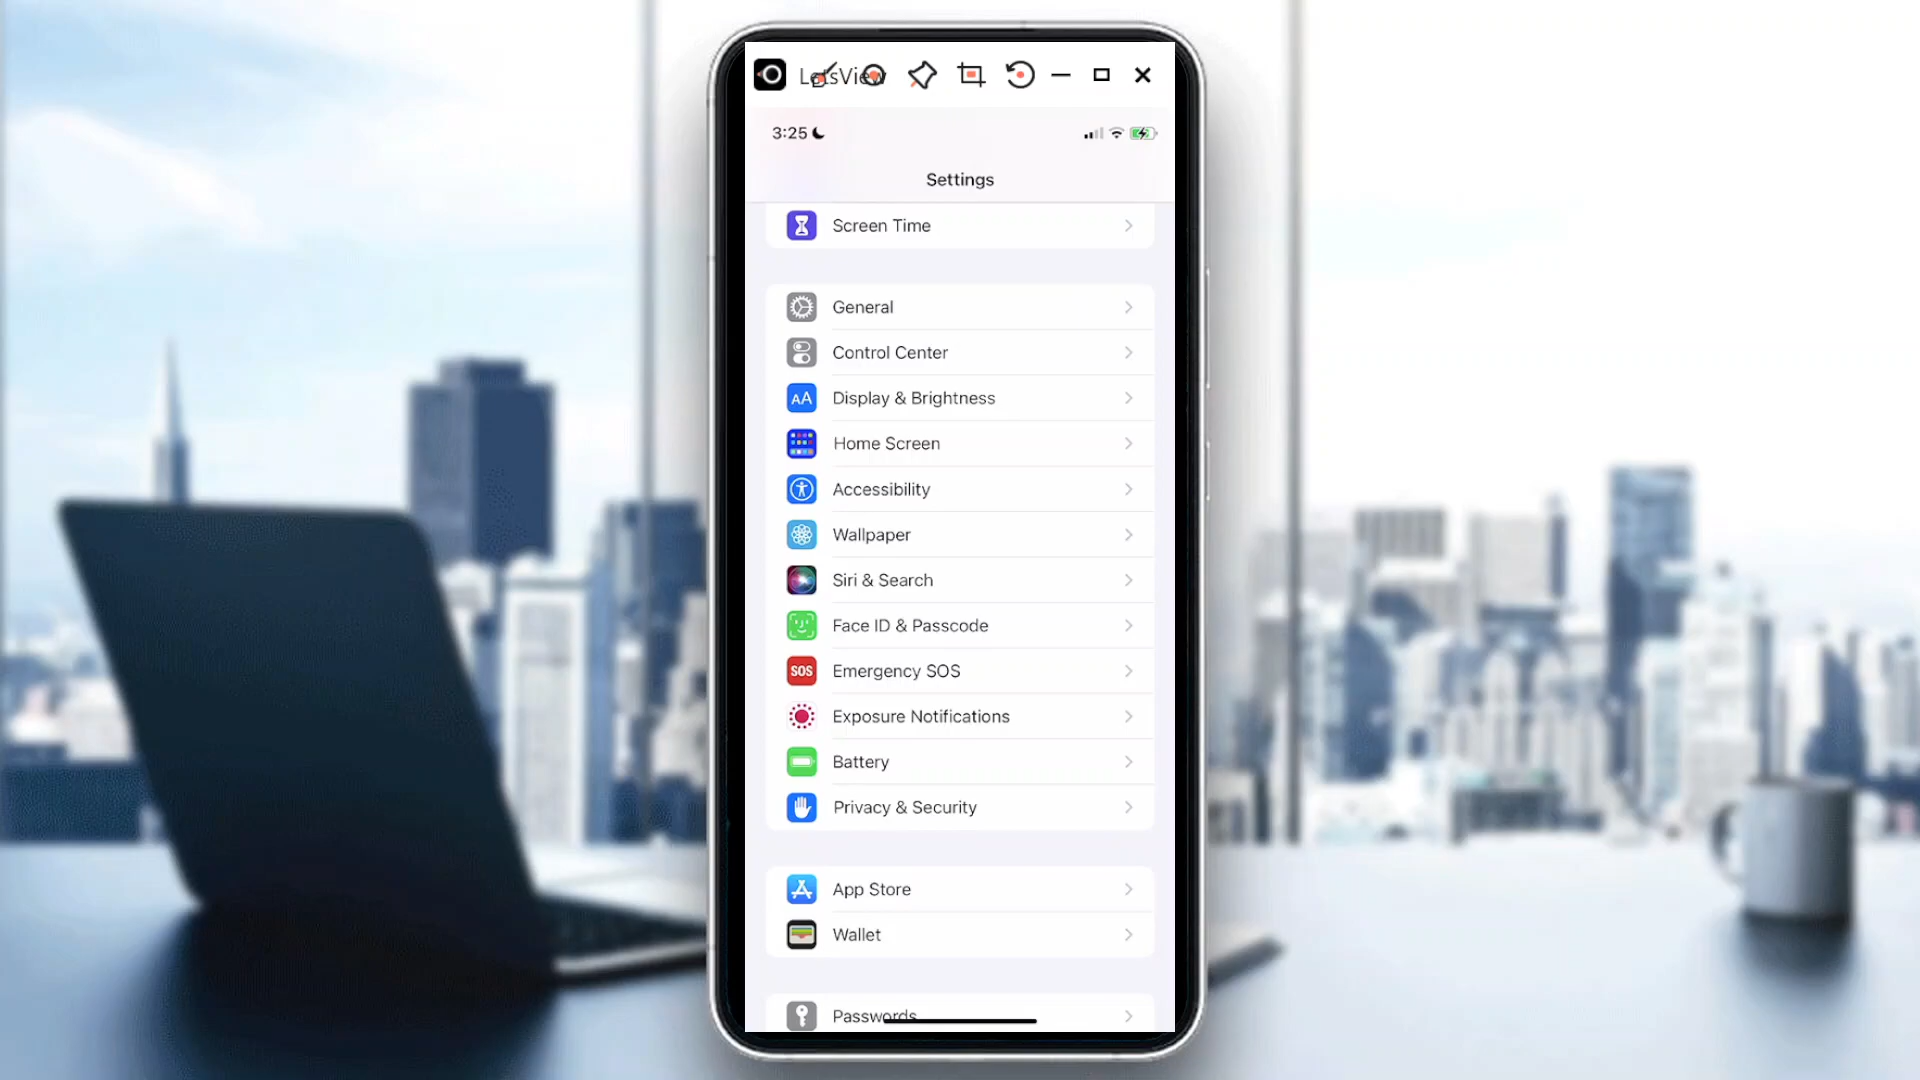 LetsView
3:25
Settings
Screen Time
General
Control Center
AA Display & Brightness
Home Screen
Accessibility
Wallpaper
Siri & Search
Face ID & Passcode
SOS Emergency SOS
Exposure Notifications
Battery
Privacy & Security
App Store
Wallet
Passwords